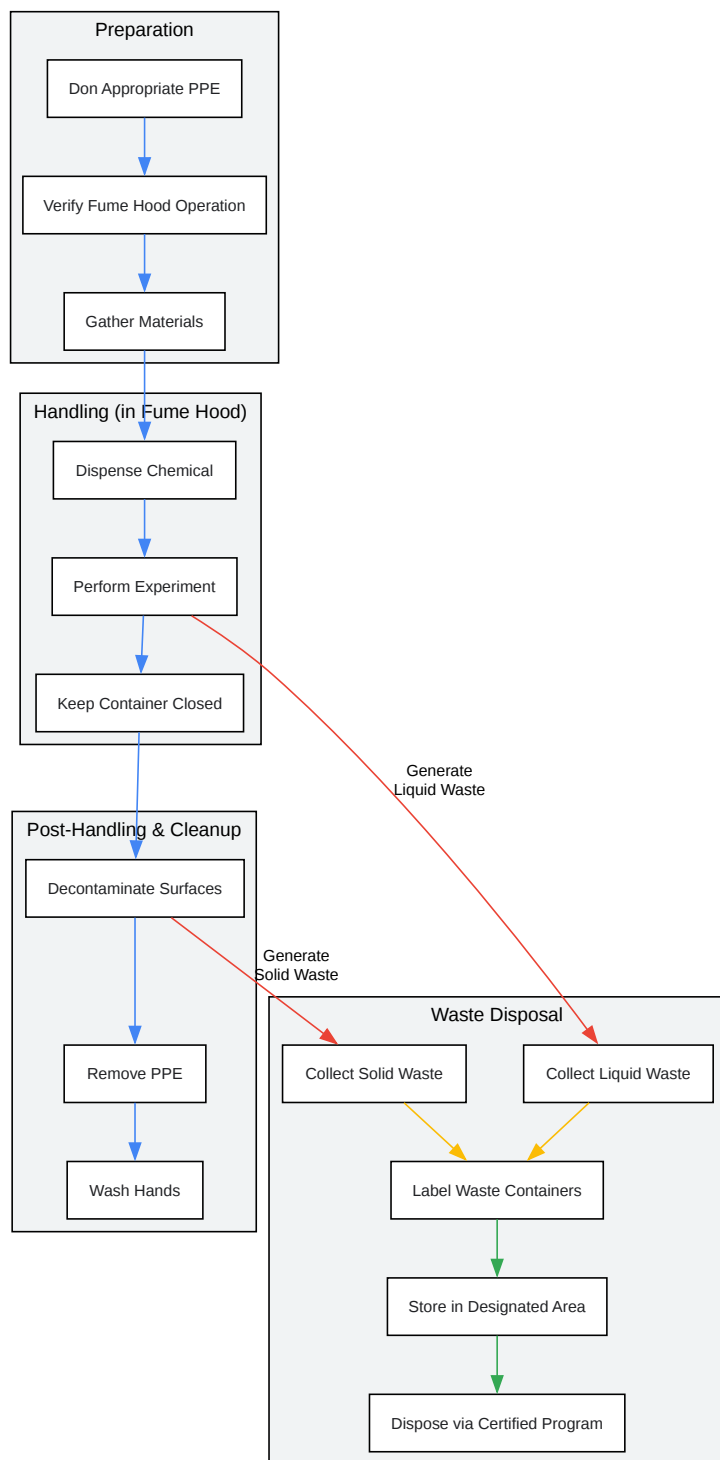 Preparation
Don Appropriate PPE
Verify Fume Hood Operation
Gather Materials
Handling (in Fume Hood)
Dispense Chemical
Perform Experiment
Keep Container Closed
Generate
Liquid Waste
Post-Handling & Cleanup
Decontaminate Surfaces
Generate
Solid Waste
Waste Disposal
Remove PPE
Collect Solid Waste
Collect Liquid Waste
Wash Hands
Label Waste Containers
Store in Designated Area
Dispose via Certified Program